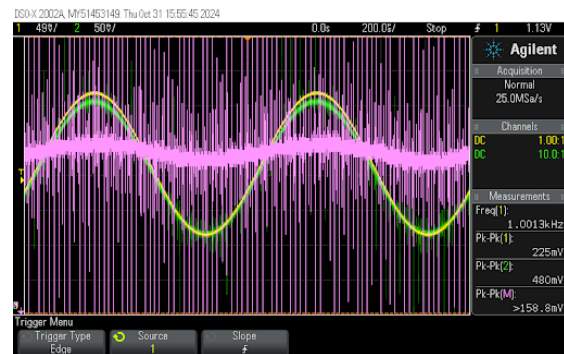 DSO-X 2002A, MY51453149: Thu Oct 31 15:55:45 2024
1 49%/ 2 50%/ 0.0s 200.0%/ Stop 1 1.13V
Agilent
Acquisition
Normal
25.0MSa/s
Channels
DC 1.00:1
DC 10.0:1
Measurements
Freq(1):
1.0013kHz
Pk-Pk(1):
225mV
Pk-Pk(2):
480mV
Pk-Pk(M):
>158.8mV
T
Trigger Menu
Trigger Type Source Slope
Edge 1